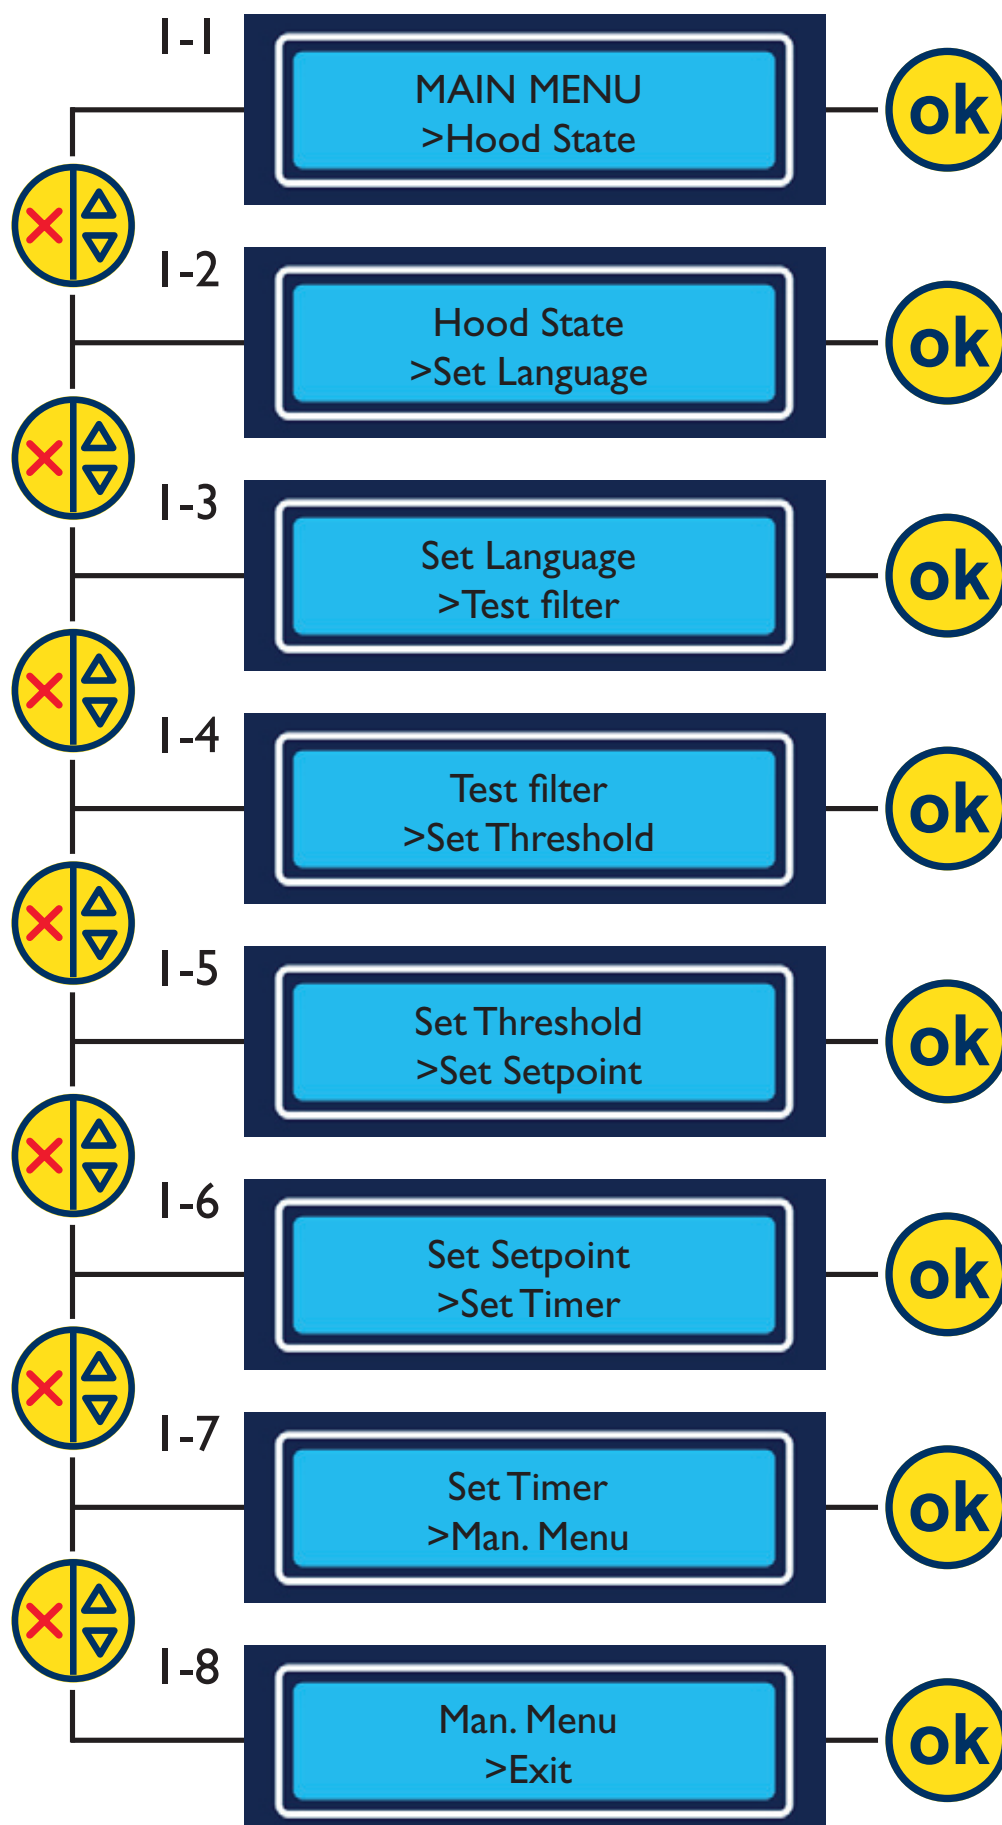 1-1
MAIN MENU
>Hood State
ok
1-2
Hood State
>Set Language
ok
1-3
Set Language
>Test filter
ok
1-4
Test filter
>Set Threshold
ok
1-5
Set Threshold
>Set Setpoint
ok
1-6
Set Setpoint
>Set Timer
ok
1-7
Set Timer
>Man. Menu
ok
1-8
Man. Menu
>Exit
ok